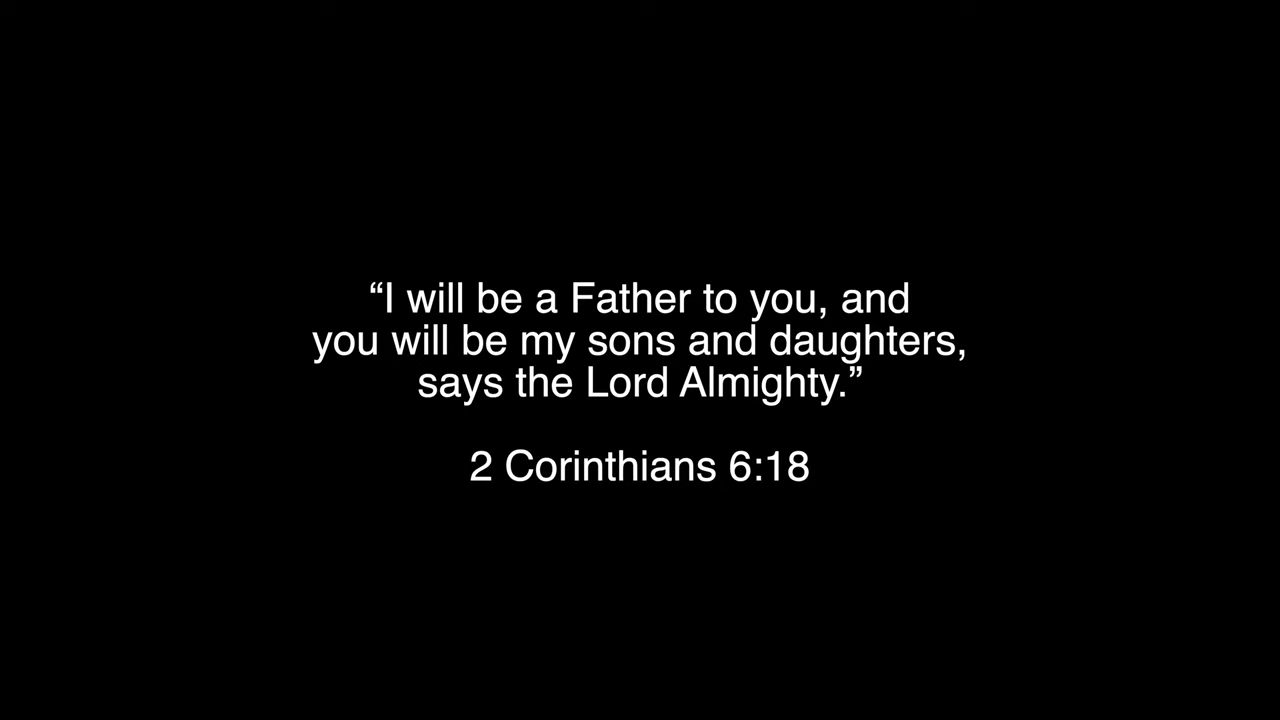 “I will be a Father to you, and
you will be my sons and daughters,
says the Lord Almighty.”
2 Corinthians 6:18